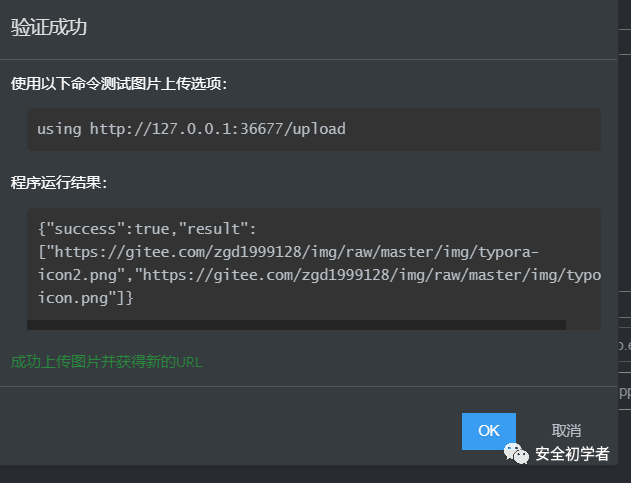 验证成功
使用以下命令测试图片上传选项:
using http://127.0.0.1:36677/upload
程序运行结果:
{"success":true,"result":
["https://gitee.com/zgd1999128/img/raw/master/img/typora-
icon2.png","https://gitee.com/zgd1999128/img/raw/master/img/typo
icon.png"]}
成功上传图片并获得新的URL
OK
取消
安全初学者